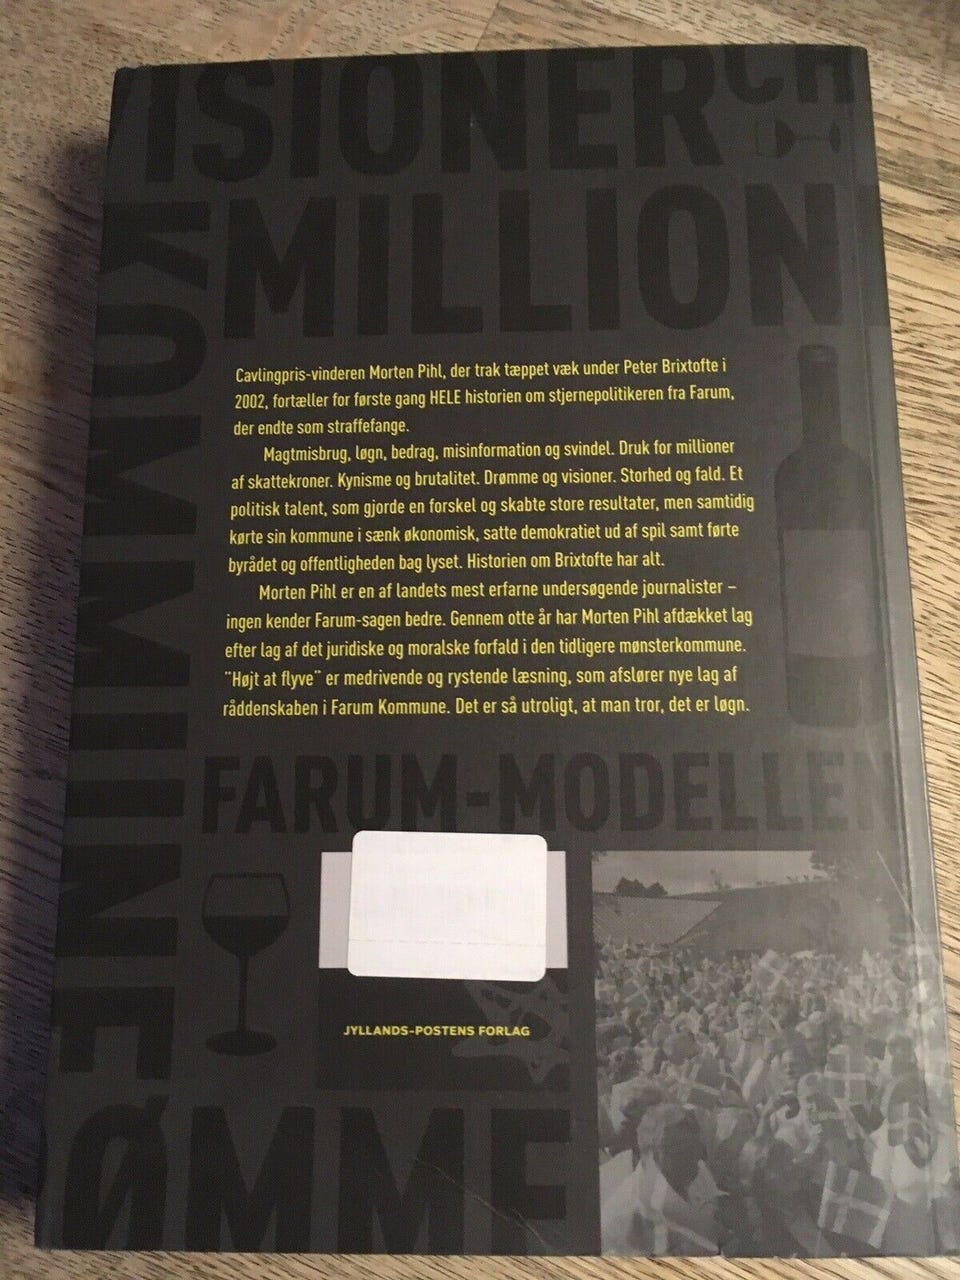 VISIONER
CH
MILLION
KOMMUNE
Cavlingpris-vinderen Morten Pihl, der trak tæppet væk under Peter Brixtofte i
2002, fortæller for første gang HELE historien om stjernepolitikeren fra Farum,
der endte som straffefange.
Magtmisbrug, løgn, bedrag, misinformation og svindel. Druk for millioner
af skattekroner. Kynisme og brutalitet. Drømme og visioner. Storhed og fald. Et
politisk talent, som gjorde en forskel og skabte store resultater, men samtidig
kørte sin kommune i sænk økonomisk, satte demokratiet ud af spil samt førte
byrådet og offentligheden bag lyset. Historien om Brixtofte har alt.
Morten Pihl er en af landets mest erfarne undersøgende journalister –
ingen kender Farum-sagen bedre. Gennem otte år har Morten Pihl afdækket lag
efter lag af det juridiske og moralske forfald i den tidligere mønsterkommune.
"Højt at flyve" er medrivende og rystende læsning, som afslører nye lag af
råddenskaben i Farum Kommune. Det er så utroligt, at man tror, det er løgn.
FARUM-MODELLEN
JYLLANDS-POSTENS FORLAG
ØMME